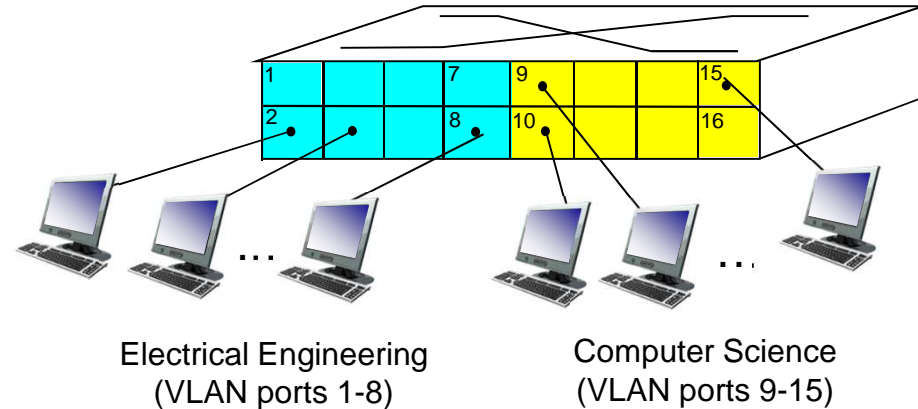 1 7 9 15
2 8 10 16
... ...
Electrical Engineering
(VLAN ports 1-8)
Computer Science
(VLAN ports 9-15)